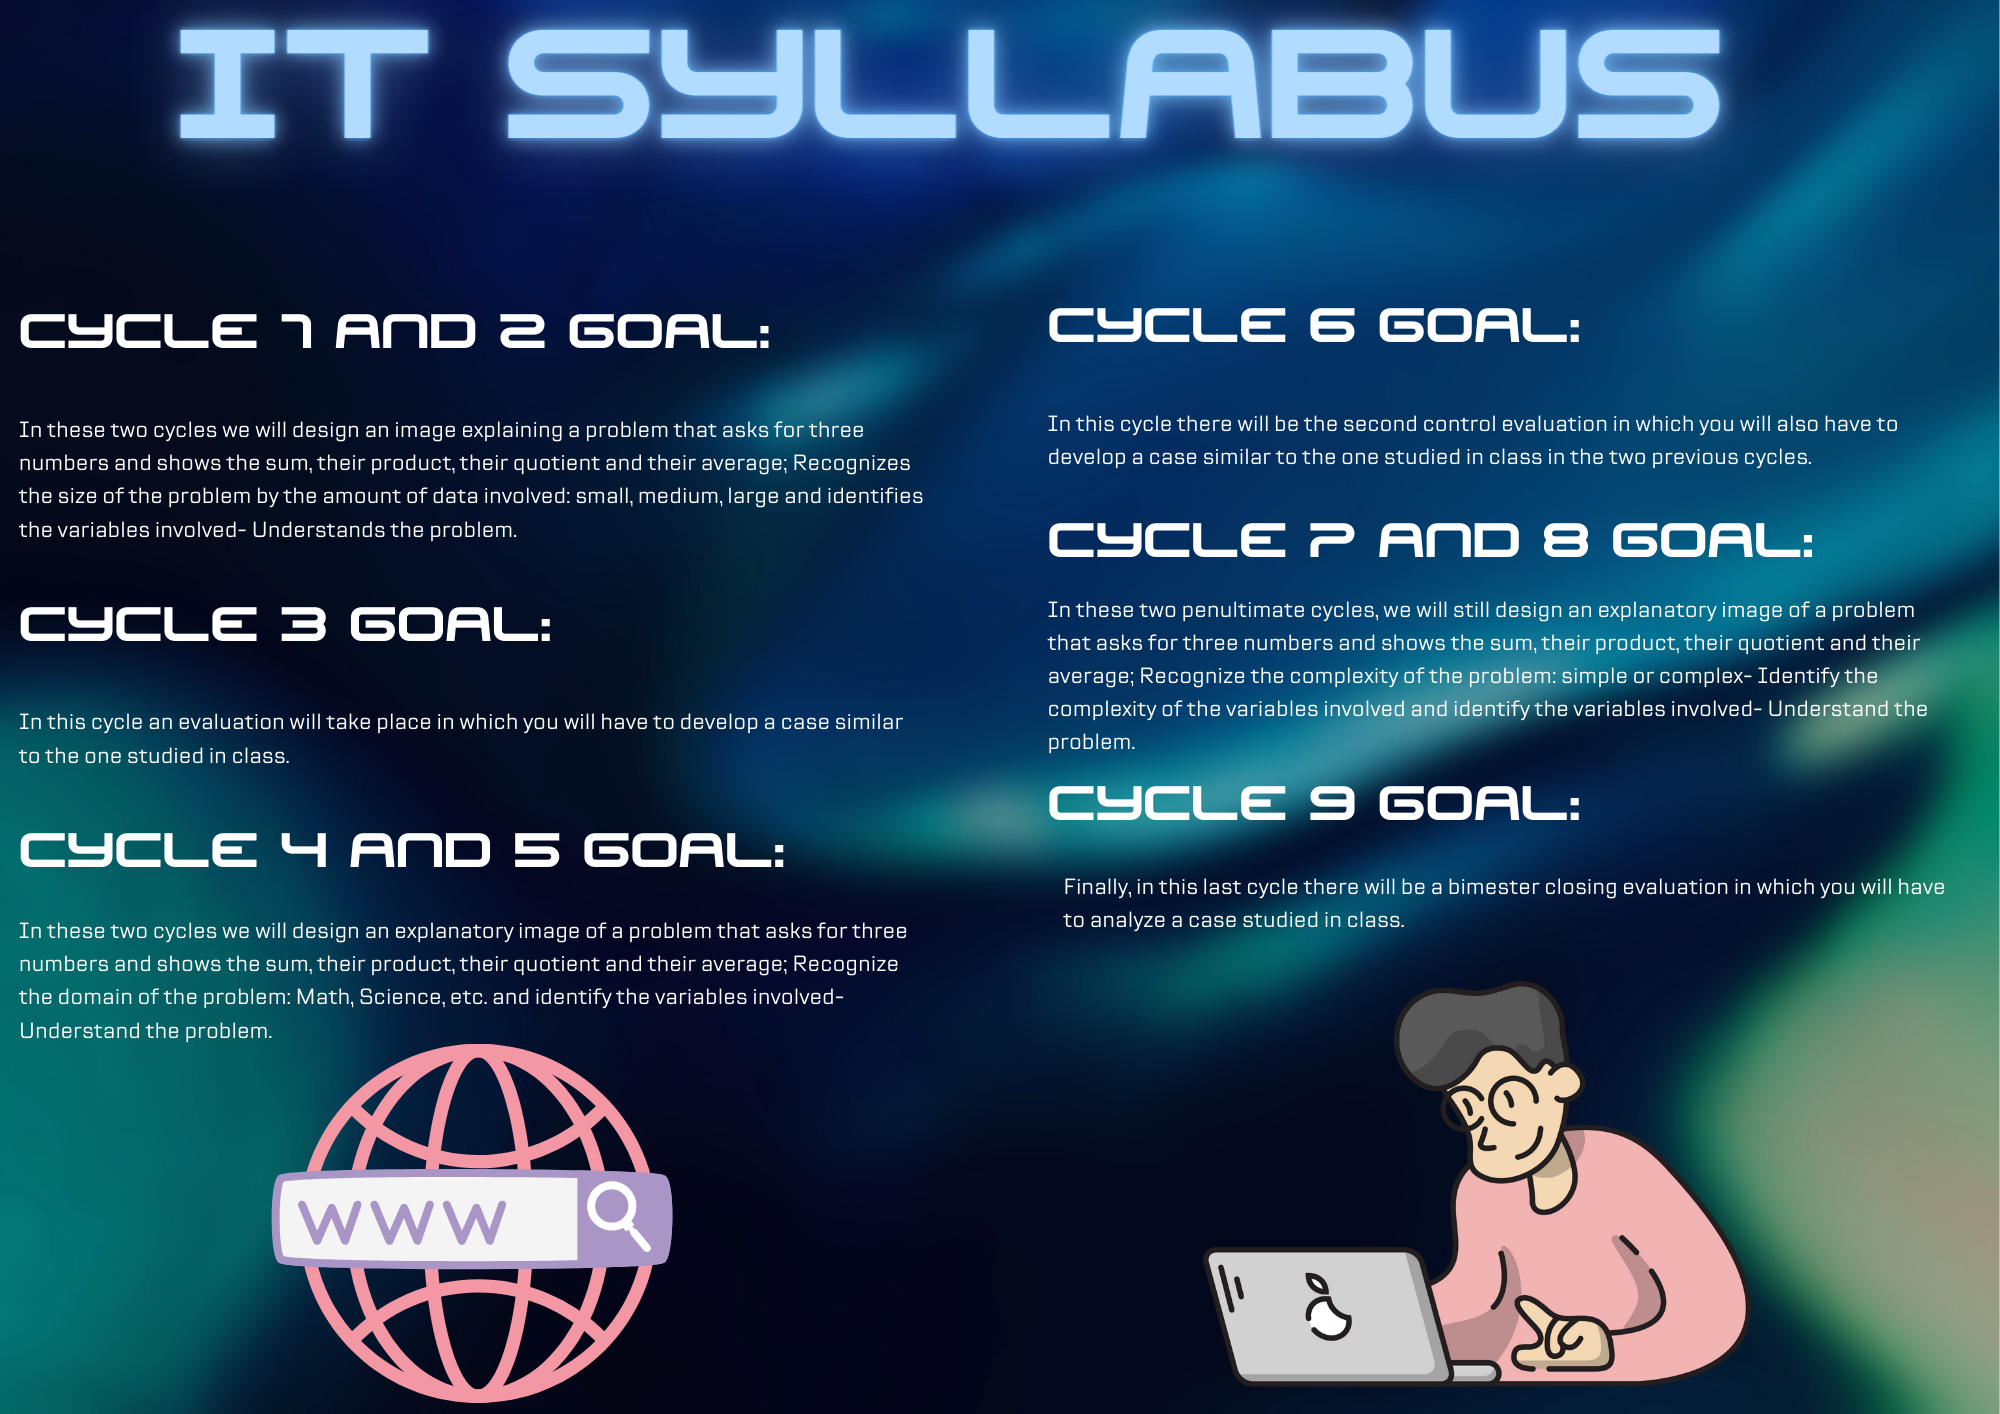 IT SYLLABUS
CYCLE 1 AND 2 GOAL:
In these two cycles we will design an image explaining a problem that asks for three
numbers and shows the sum, their product, their quotient and their average; Recognizes
the size of the problem by the amount of data involved: small, medium, large and identifies
the variables involved- Understands the problem.
CYCLE 3 GOAL:
In this cycle an evaluation will take place in which you will have to develop a case similar
to the one studied in class.
CYCLE 4 AND 5 GOAL:
In these two cycles we will design an explanatory image of a problem that asks for three
numbers and shows the sum, their product, their quotient and their average; Recognize
the domain of the problem: Math, Science, etc. and identify the variables involved-
Understand the problem.
WWW
CYCLE 6 GOAL:
In this cycle there will be the second control evaluation in which you will also have to
develop a case similar to the one studied in class in the two previous cycles.
CYCLE 7 AND 8 GOAL:
In these two penultimate cycles, we will still design an explanatory image of a problem
that asks for three numbers and shows the sum, their product, their quotient and their
average; Recognize the complexity of the problem: simple or complex- Identify the
complexity of the variables involved and identify the variables involved- Understand the
problem.
CYCLE 9 GOAL:
Finally, in this last cycle there will be a bimester closing evaluation in which you will have
to analyze a case studied in class.